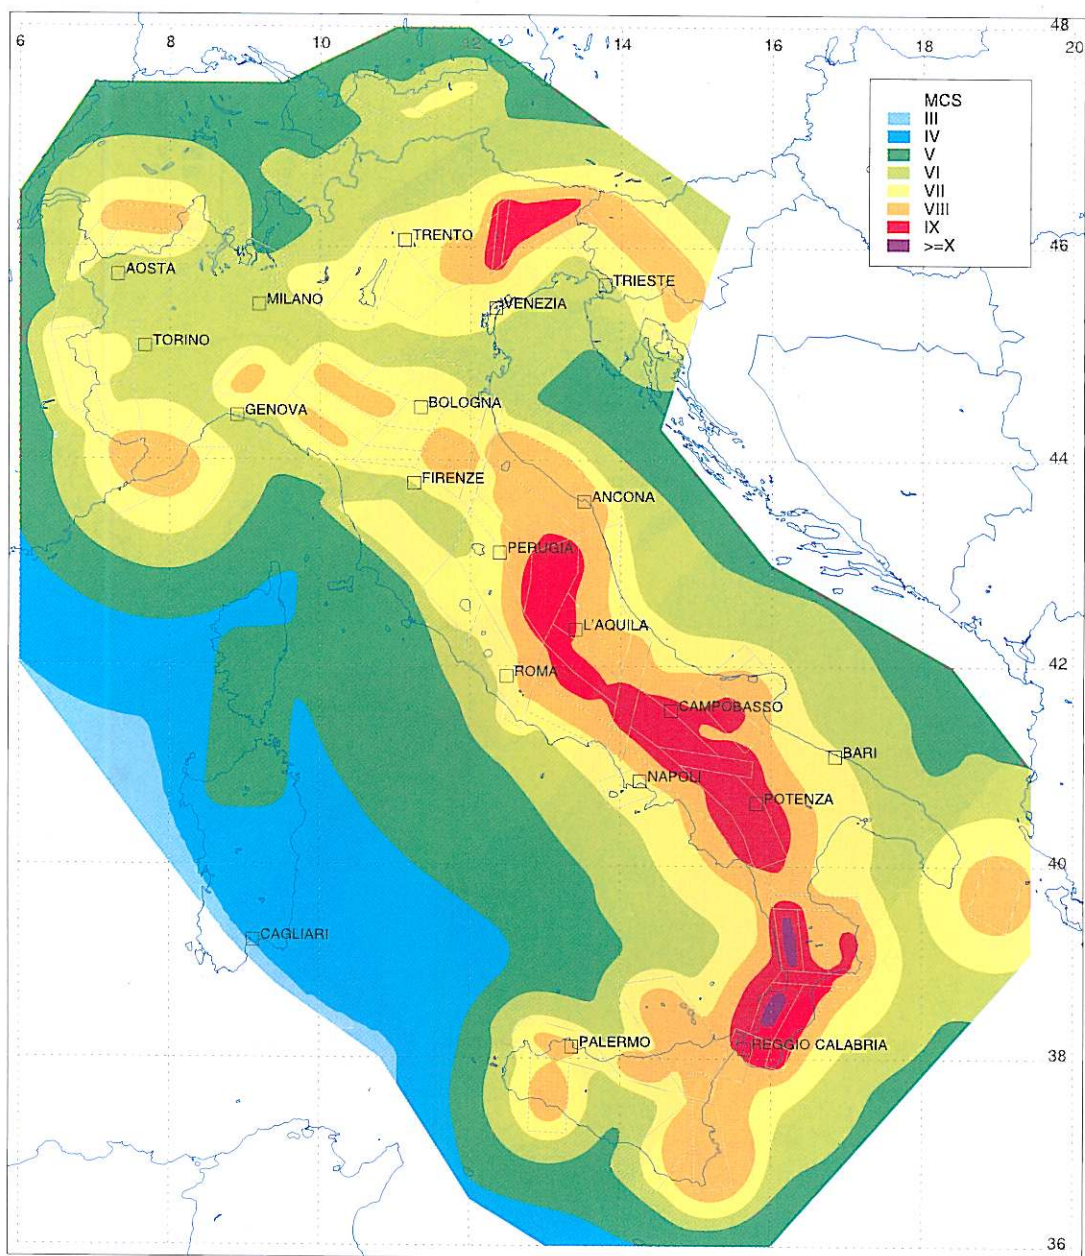 48
6 8 10 12 14 16 18 20
MCS
III
IV
V
VI
VII
VIII
IX
>=X
TRENTO
46
AOSTA
TRIESTE
MILANO
VENEZIA
TORINO
GENOVA
BOLOGNA
44
FIRENZE
ANCONA
PERUGIA
L'AQUILA
42
ROMA
CAMPOBASSO
BARI
NAPOLI
POTENZA
40
CAGLIARI
PALERMO
REGGIO CALABRIA
38
36